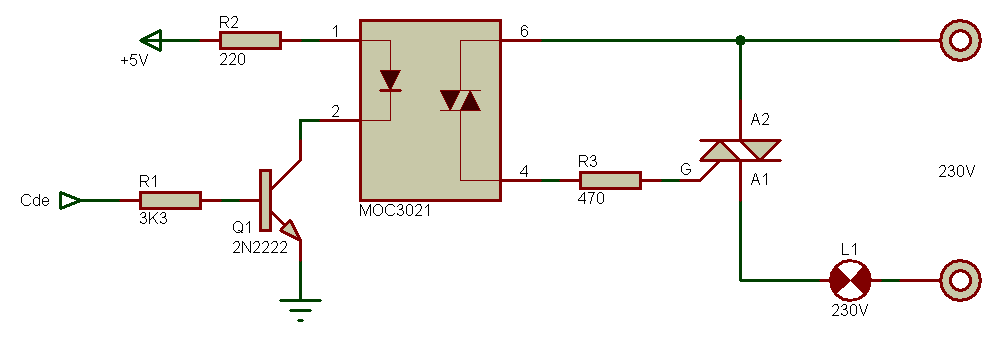 R2
+5V
220
1
6
2
4
MOC3021
Cde
R1
3K3
Q1
2N2222
R3
470
G
A2
A1
230V
L1
230V